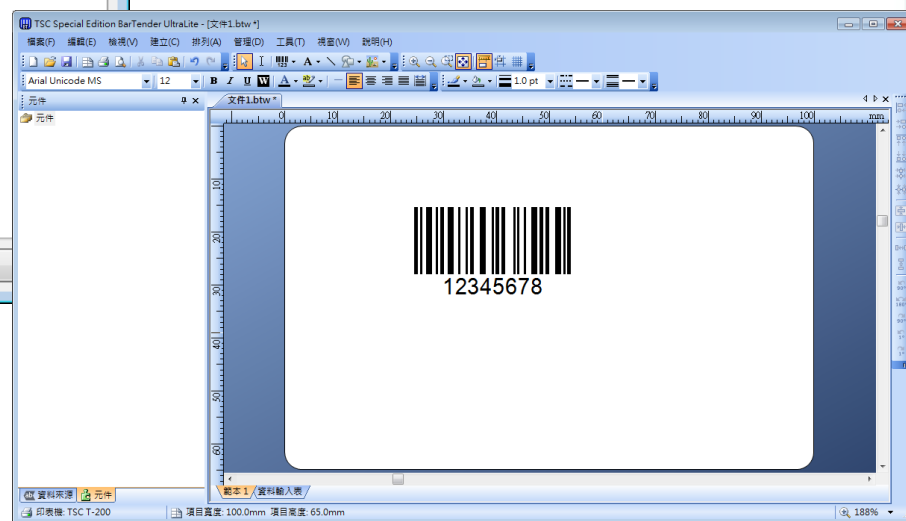 TSC Special Edition BarTender UltraLite - [文件1.btw *]
檔案(F) 編輯(E) 檢視(V) 建立(C) 排列(A) 管理(D) 工具(T) 視窗(W) 說明(H)
Arial Unicode MS 12 B I U W A 1.0 pt
元件 文件1.btw *
元件
0 10 20 30 40 50 60 70 80 90 100 mm
10
20
30
40
50
60
12345678
資料來源 元件 範本 1 資料輸入表
印表機: TSC T-200 項目寬度: 100.0mm 項目高度: 65.0mm 188%